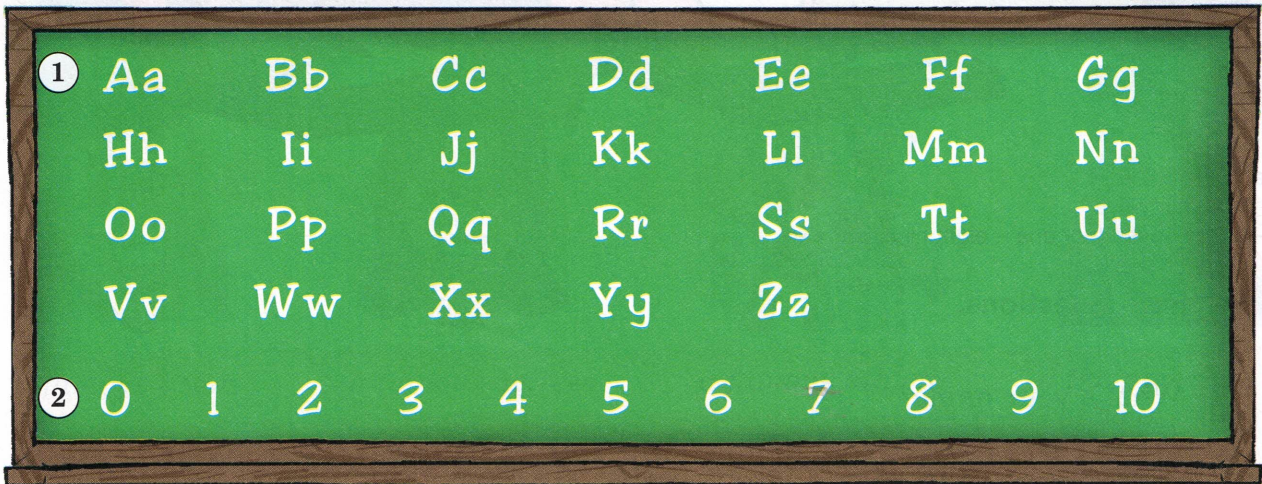 1 Aa Bb Cc Dd Ee Ff Gg
Hh Ii Jj Kk Ll Mm Nn
Oo Pp Qq Rr Ss Tt Uu
Vv Ww Xx Yy Zz
2 0 1 2 3 4 5 6 7 8 9 10